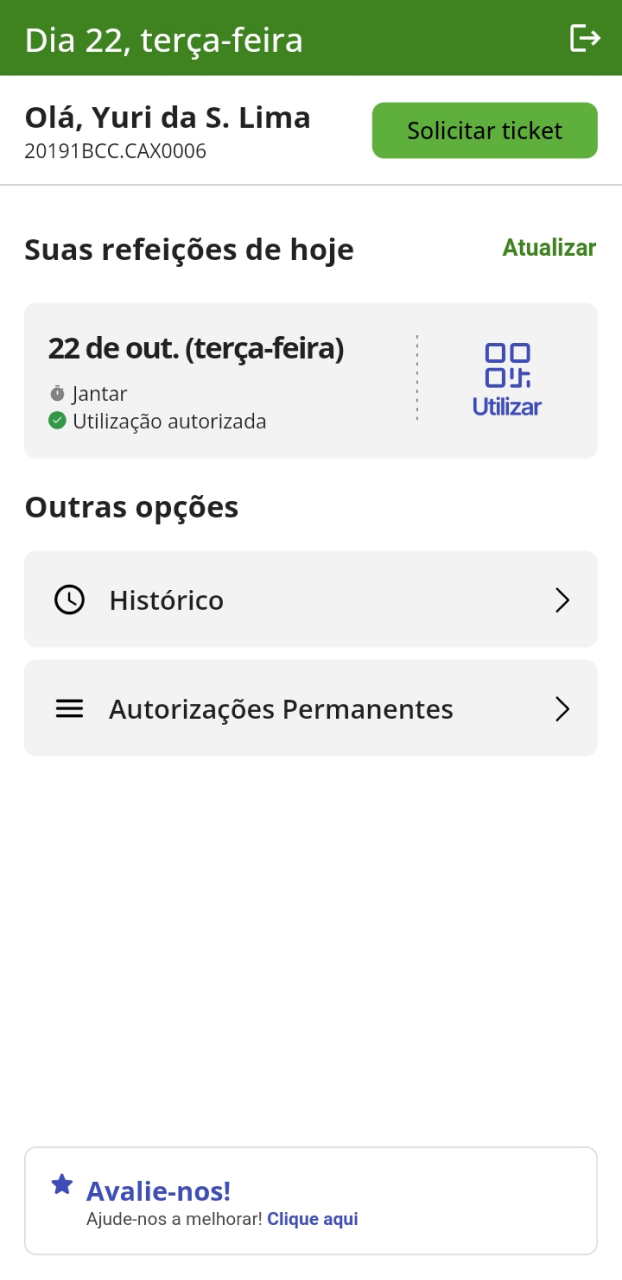 Dia 22, terça-feira
Olá, Yuri da S. Lima
20191BCC.CAX0006
Solicitar ticket
Suas refeições de hoje
Atualizar
22 de out. (terça-feira)
Jantar
Utilização autorizada
Utilizar
Outras opções
Histórico
Autorizações Permanentes
Avalie-nos!
Ajude-nos a melhorar! Clique aqui